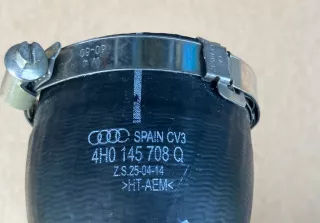 SPAIN CV3
4H0 145 708 Q
Z.S.25-04-14
>HT-AEM<